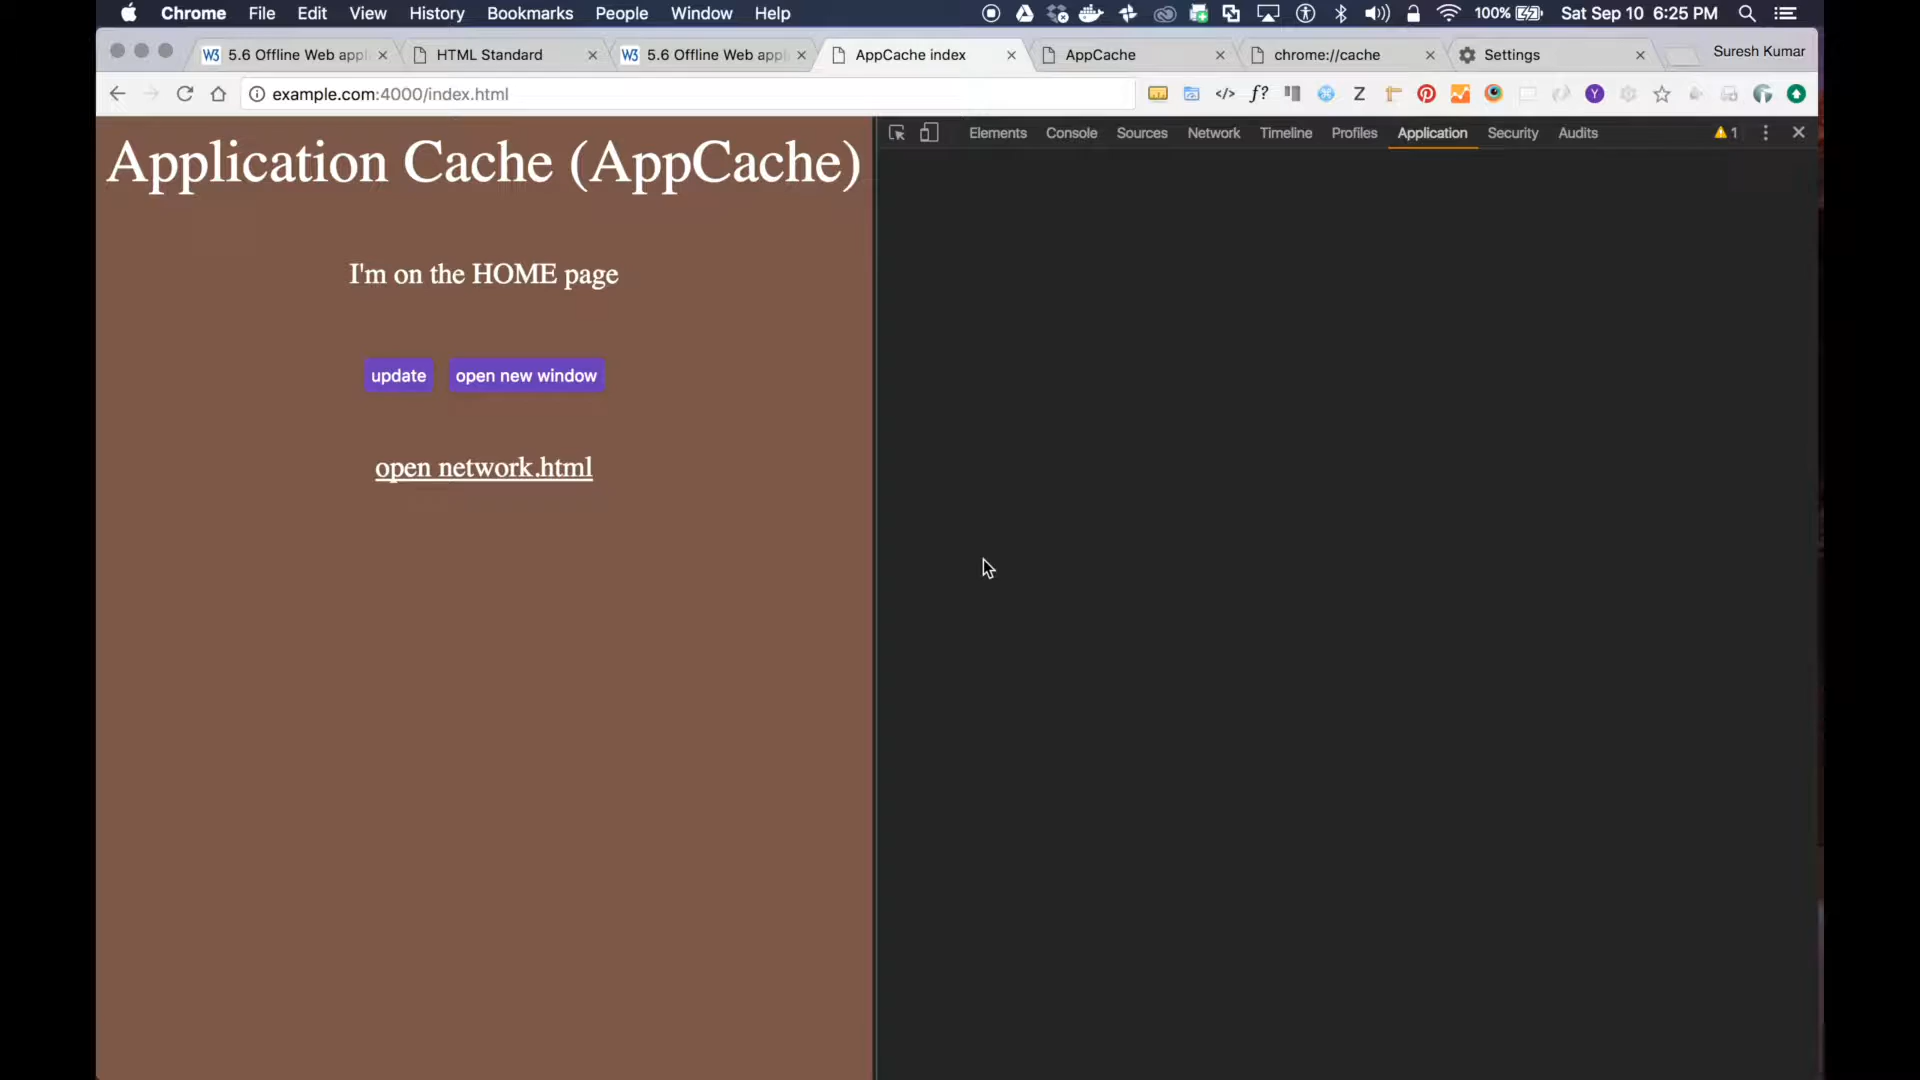 Chrome File Edit View History Bookmarks People Window Help 100% Sat Sep 10 6:25 PM
W3 5.6 Offline Web appl HTML Standard W3 5.6 Offline Web appl AppCache index AppCache chrome://cache Settings Suresh Kumar
example.com:4000/index.html </> f? Z Y
Elements Console Sources Network Timeline Profiles Application Security Audits 1
Application Cache (AppCache)
I'm on the HOME page
update open new window
open network.html